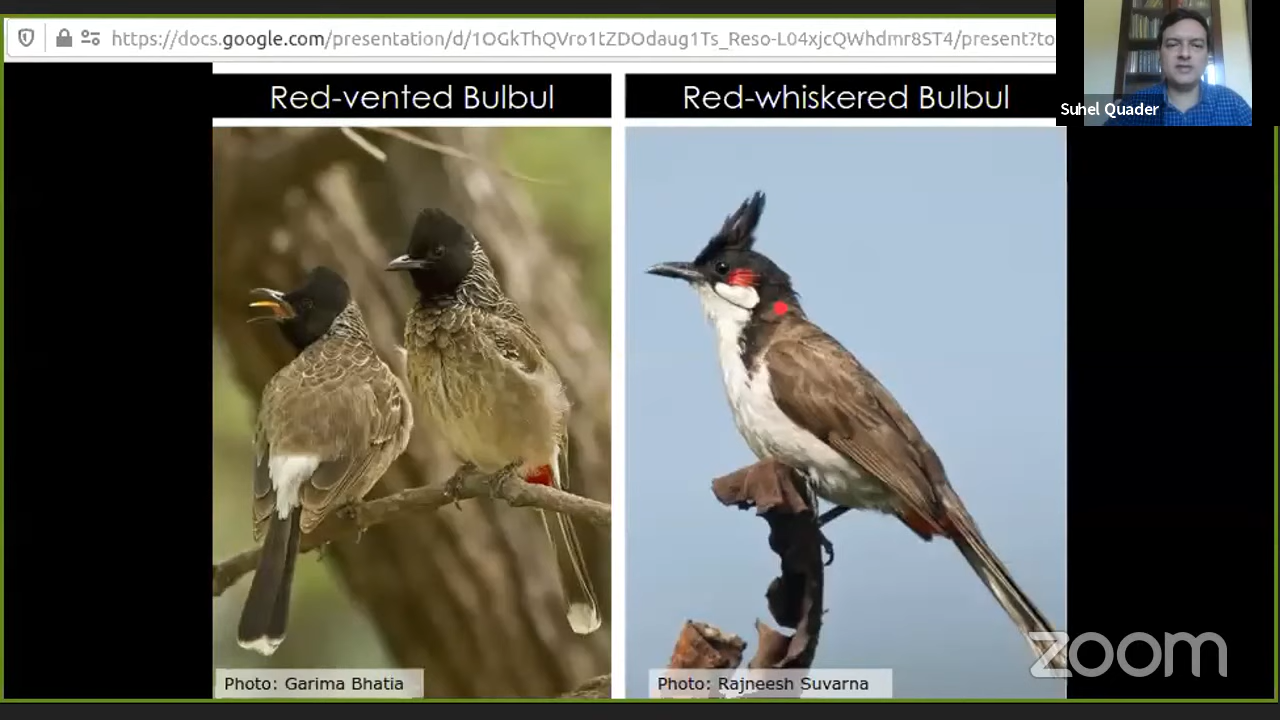 https://docs.google.com/presentation/d/1OGkThQVro1tZDOdaug1Ts_Reso-L04xjcQWhdmr8ST4/present?to
Suhel Quader
Red-vented Bulbul
Red-whiskered Bulbul
Photo: Garima Bhatia
Photo: Rajneesh Suvarna
zoom